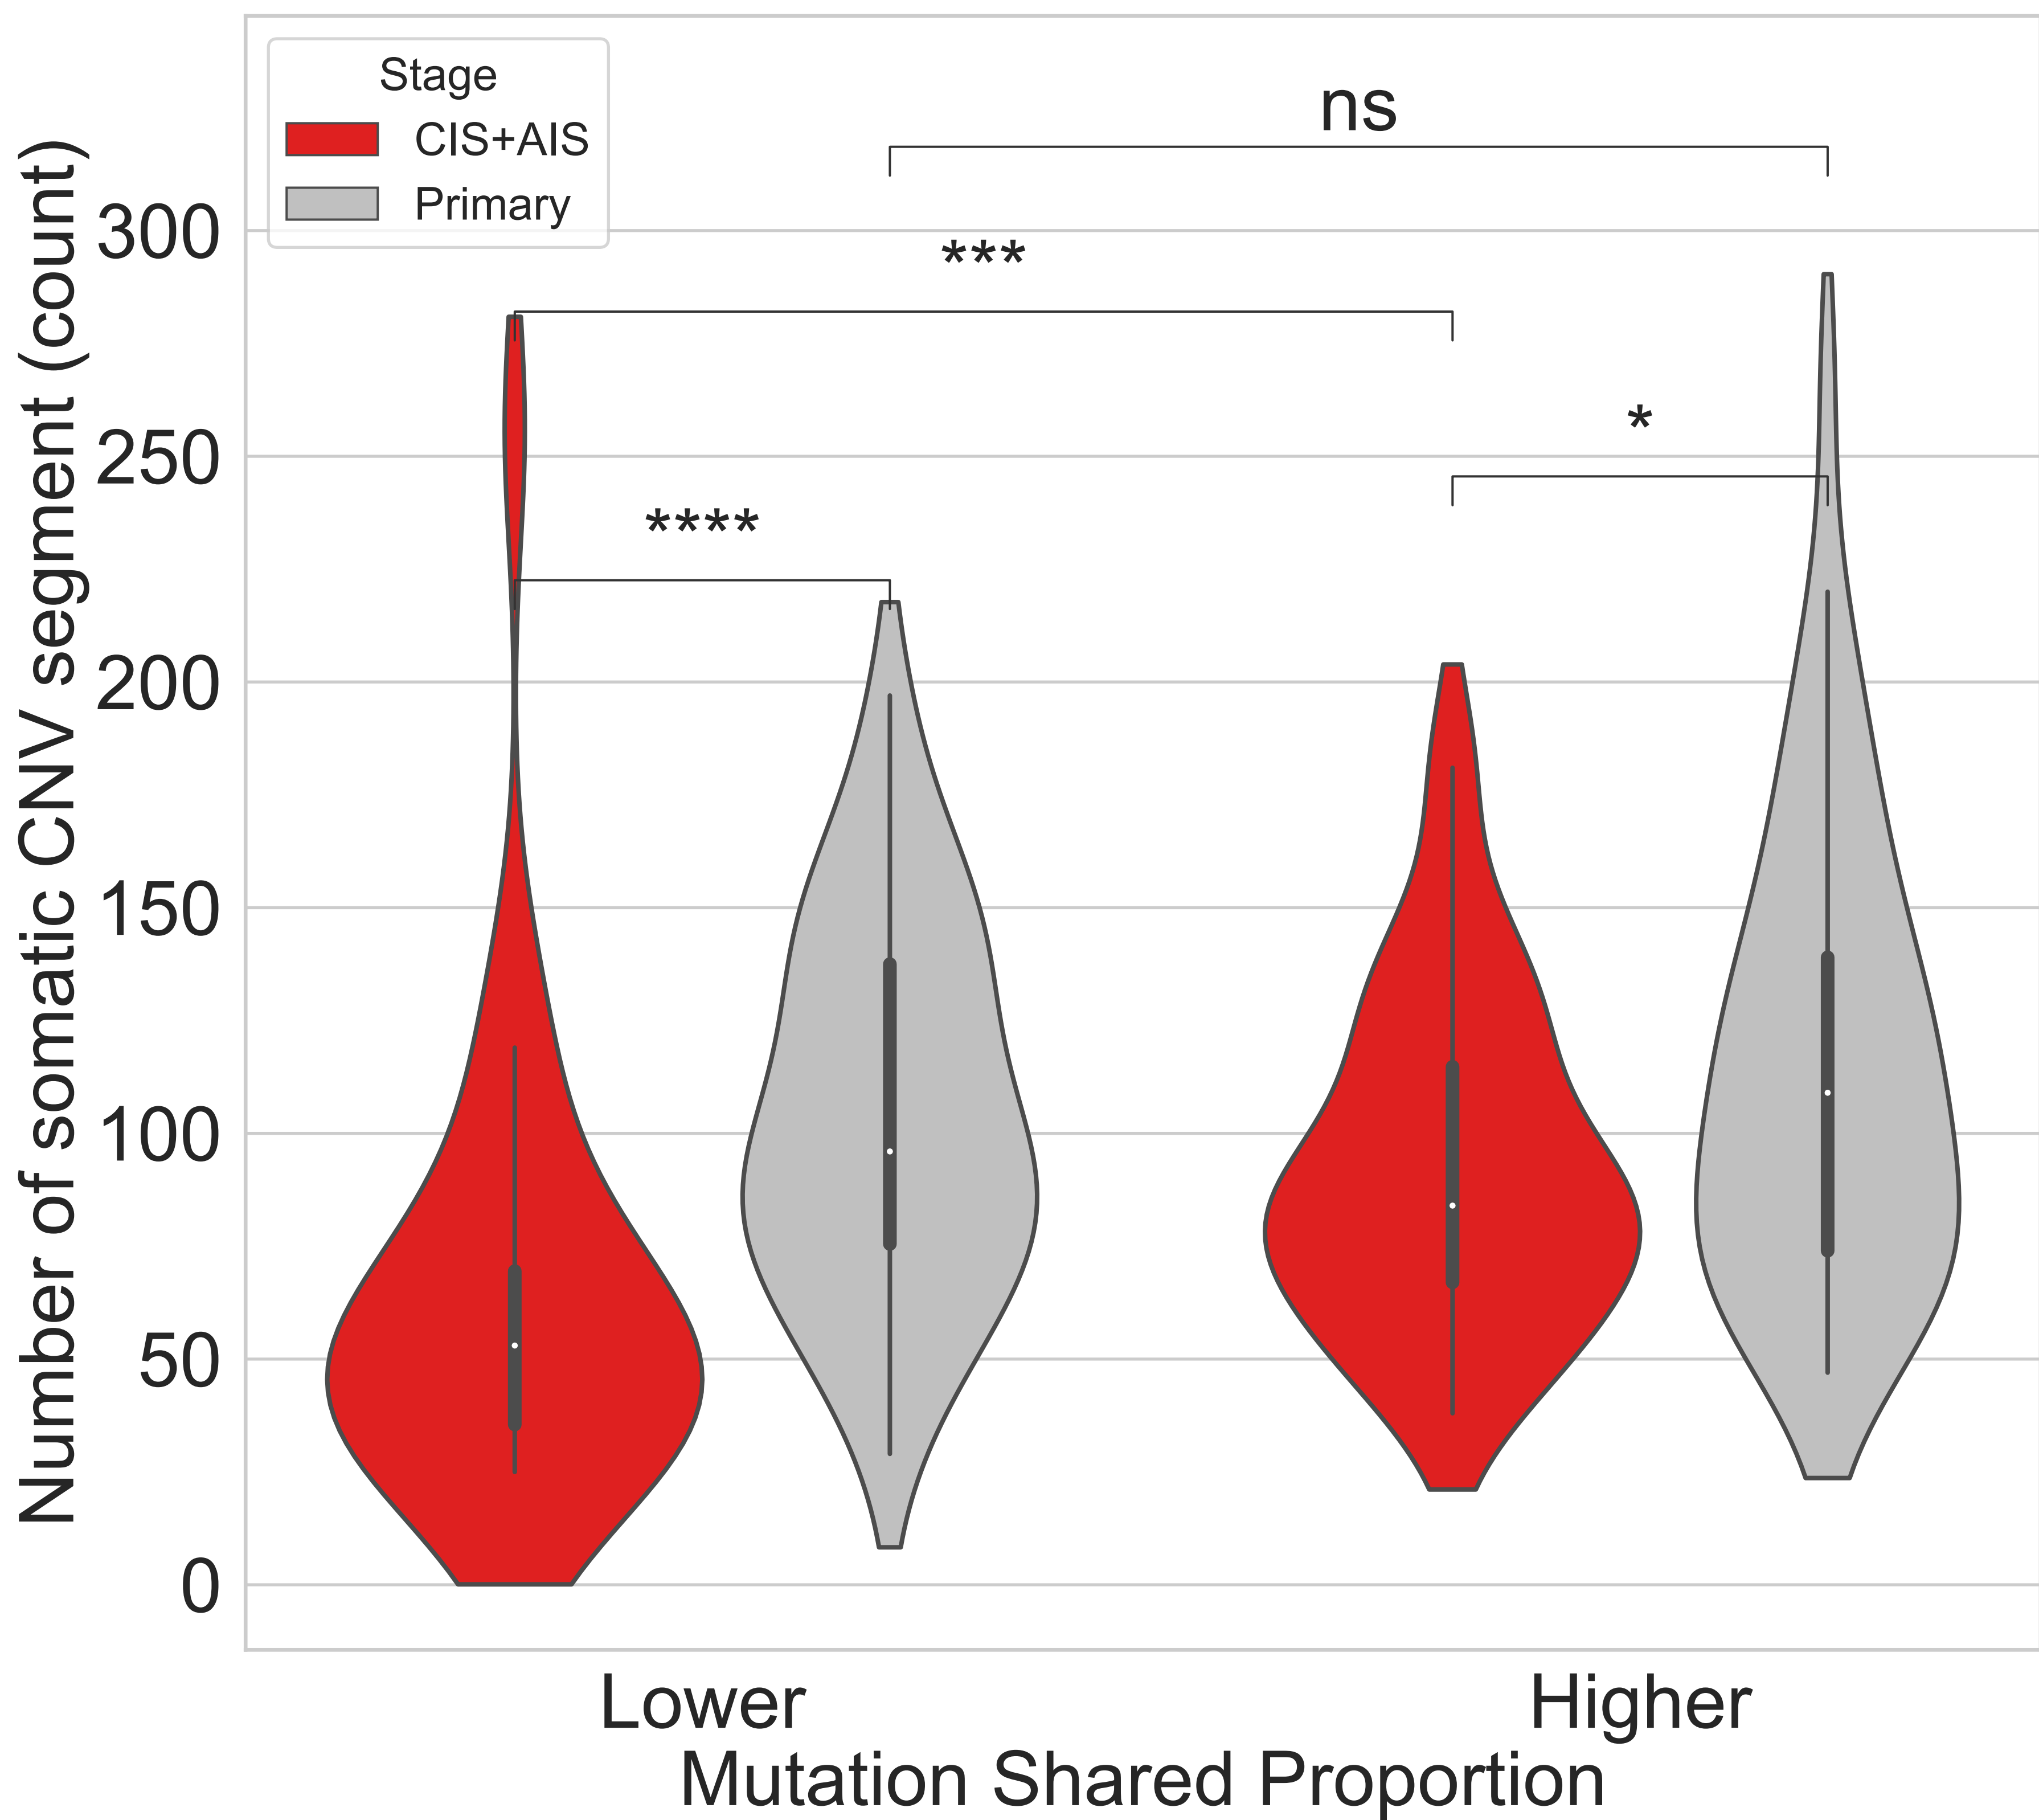 Stage
CIS+AIS
Primary
ns
***
*
****
Number of somatic CNV segment (count)
300
250
200
150
100
50
0
Lower
Higher
Mutation Shared Proportion